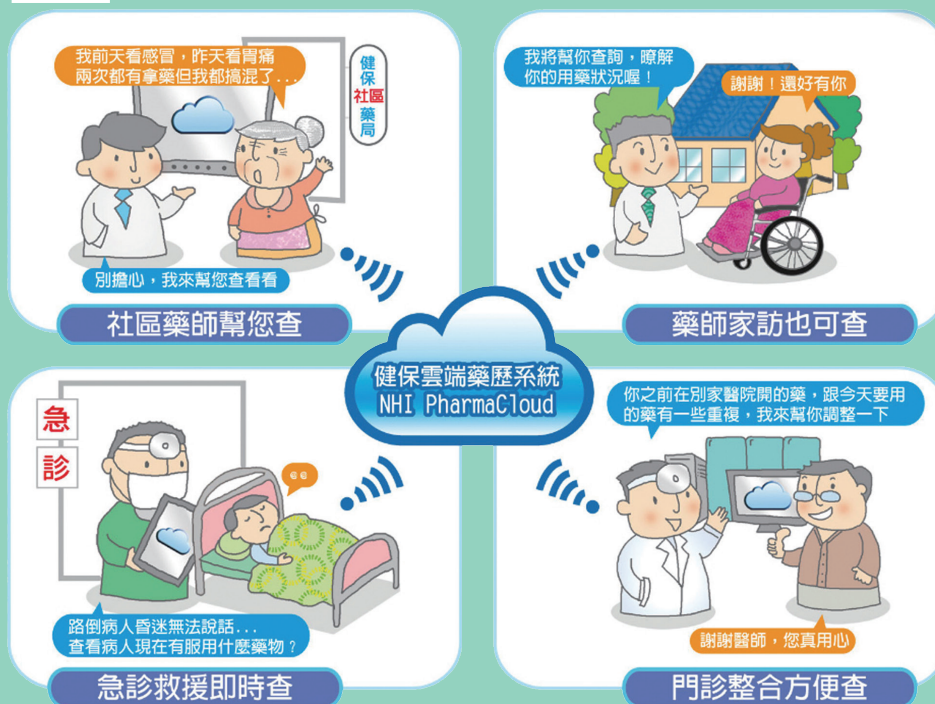 我前天看感冒，昨天看胃痛
兩次都有拿藥但我都搞混了...
健保社區藥局
別擔心，我來幫您查看看
社區藥師幫您查
我將幫你查詢，瞭解
你的用藥狀況喔！
謝謝！還好有你
藥師家訪也可查
健保雲端藥歷系統
NHI PharmaCloud
急診
路倒病人昏迷無法說話...
查看病人現在有服用什麼藥物？
急診救援即時查
你之前在別家醫院開的藥，跟今天要用
的藥有一些重複，我來幫你調整一下
謝謝醫師，您真用心
門診整合方便查